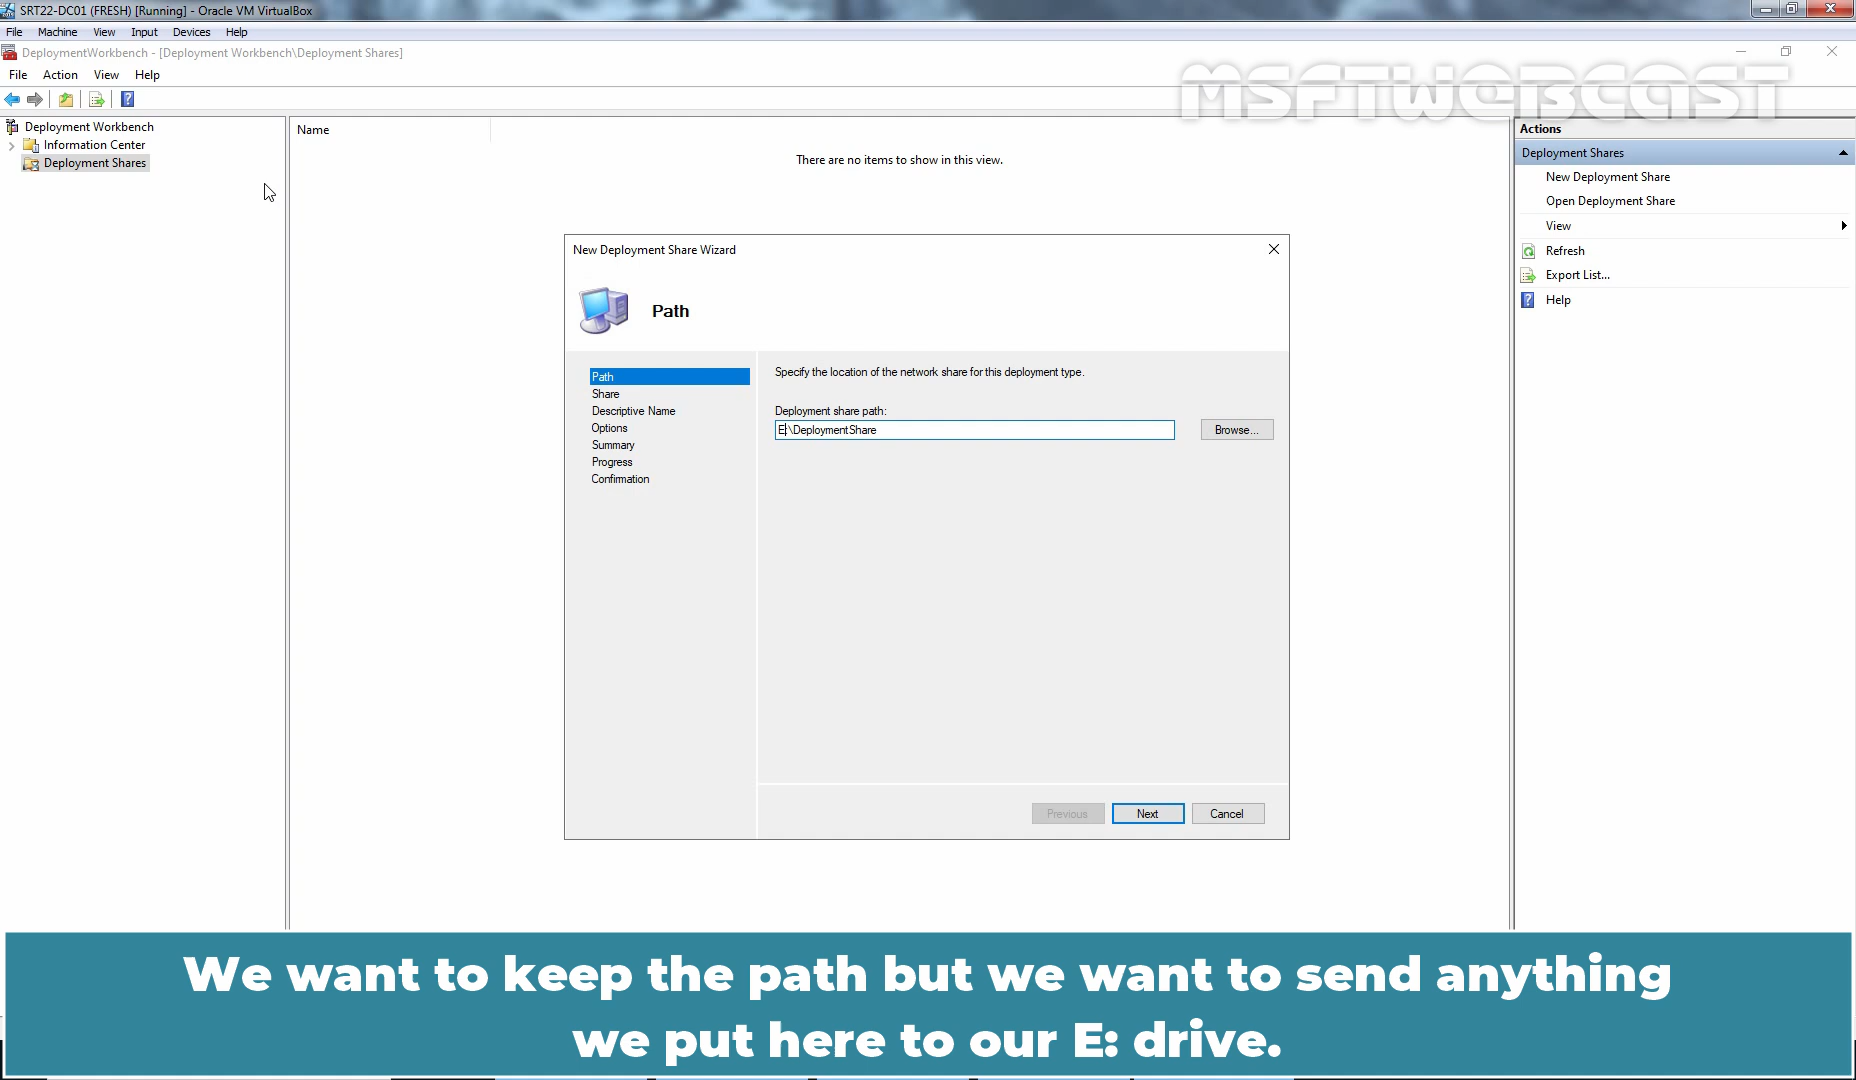 SRT22-DC01 (FRESH) [Running] - Oracle VM VirtualBox
File Machine View Input Devices Help
DeploymentWorkbench - [Deployment Workbench\Deployment Shares]
File Action View Help
MSFTWEBCAST
Deployment Workbench
Information Center
Deployment Shares
Name
There are no items to show in this view.
Actions
Deployment Shares
New Deployment Share
Open Deployment Share
View
Refresh
Export List...
Help
New Deployment Share Wizard
Path
Path
Share
Descriptive Name
Options
Summary
Progress
Confirmation
Specify the location of the network share for this deployment type.
Deployment share path:
E:\DeploymentShare
Browse...
Previous Next Cancel
We want to keep the path but we want to send anything
we put here to our E: drive.